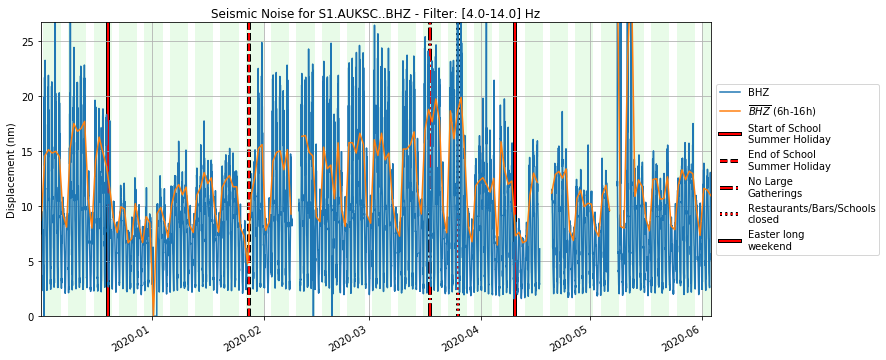 Seismic Noise for S1.AUKSC..BHZ - Filter: [4.0-14.0] Hz
Displacement (nm)
25
20
15
10
5
0
2020-01
2020-02
2020-03
2020-04
2020-05
2020-06
BHZ
BHZ (6h-16h)
Start of School
Summer Holiday
End of School
Summer Holiday
No Large
Gatherings
Restaurants/Bars/Schools
closed
Easter long
weekend